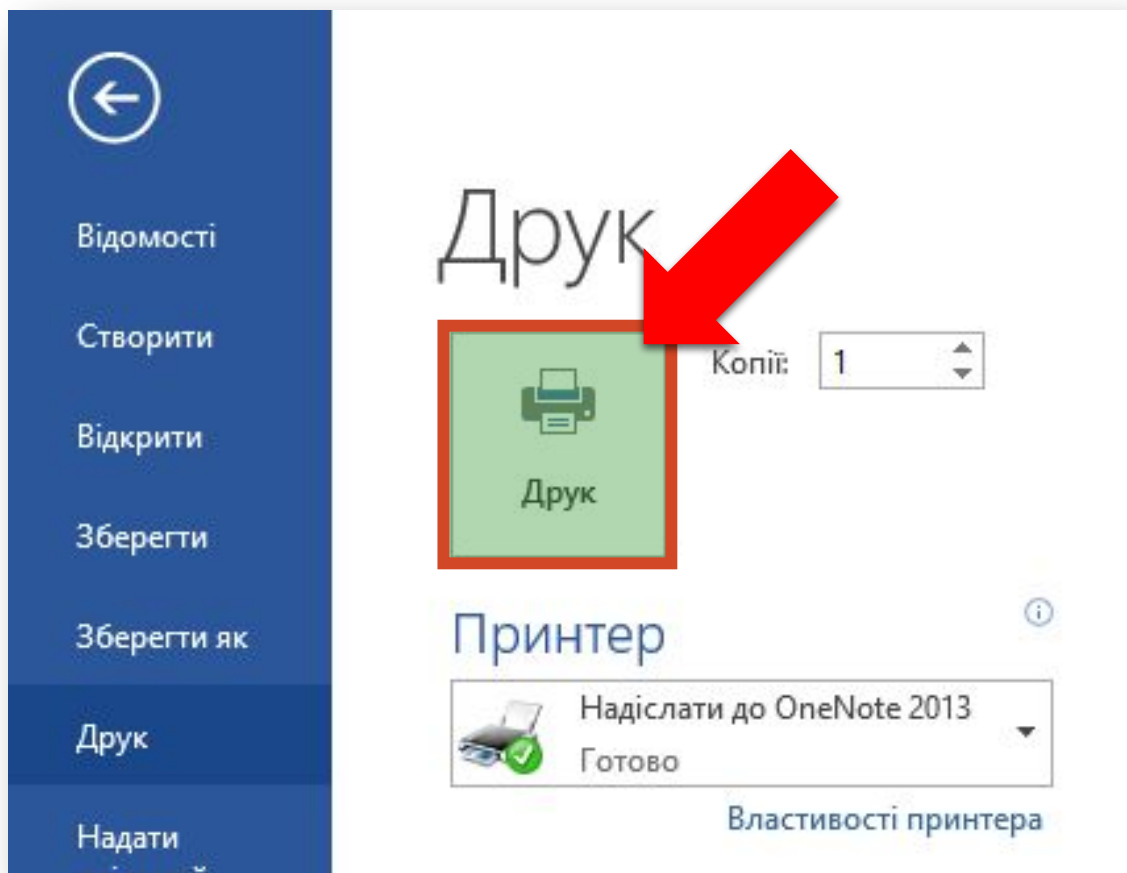 Відомості
Створити
Відкрити
Зберегти
Зберегти як
Друк
Надати
Друк
Друк
Копії:
1
Принтер
Надіслати до OneNote 2013
Готово
Властивості принтера